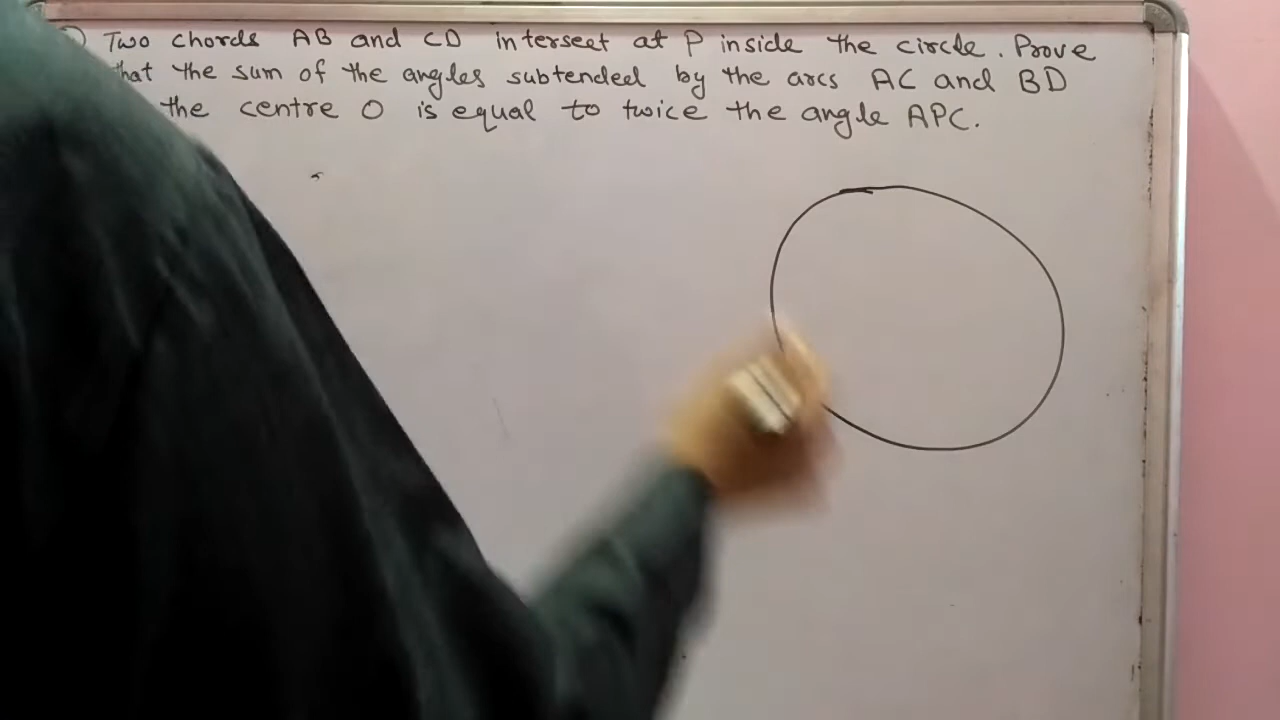 Two chords AB and CD intersect at P inside the circle. Prove
that the sum of the angles subtended by the arcs AC and BD
the centre O is equal to twice the angle APC.